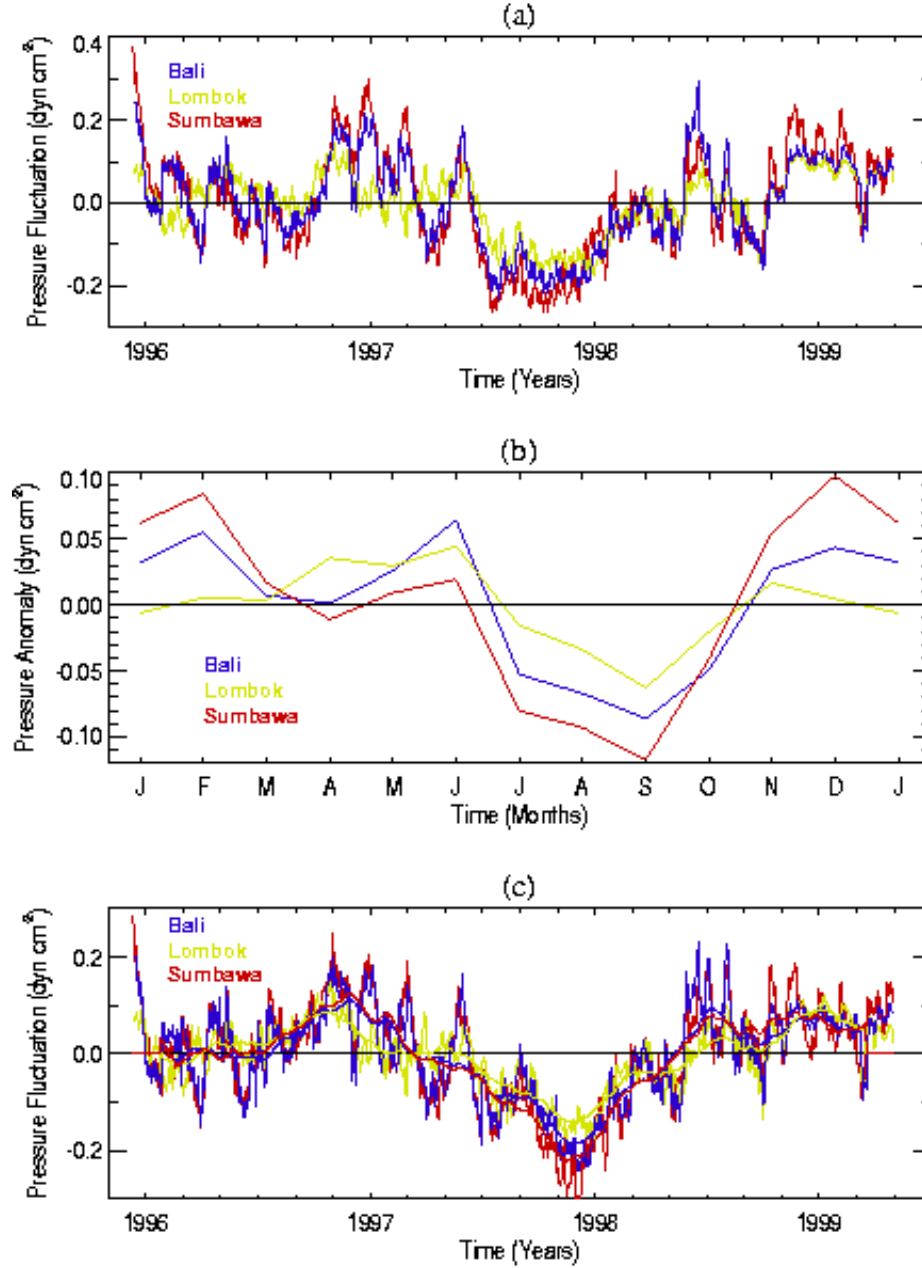 (a)
Pressure Fluctuation (dyn cm⁻²)
0.4
0.2
0.0
-0.2
Bali
Lombok
Sumbawa
1996 1997 1998 1999
Time (Years)
(b)
Pressure Anomaly (dyn cm⁻²)
0.10
0.05
0.00
-0.05
-0.10
Bali
Lombok
Sumbawa
J F M A M J J A S O N D J
Time (Months)
(c)
Pressure Fluctuation (dyn cm⁻²)
0.2
0.0
-0.2
Bali
Lombok
Sumbawa
1996 1997 1998 1999
Time (Years)